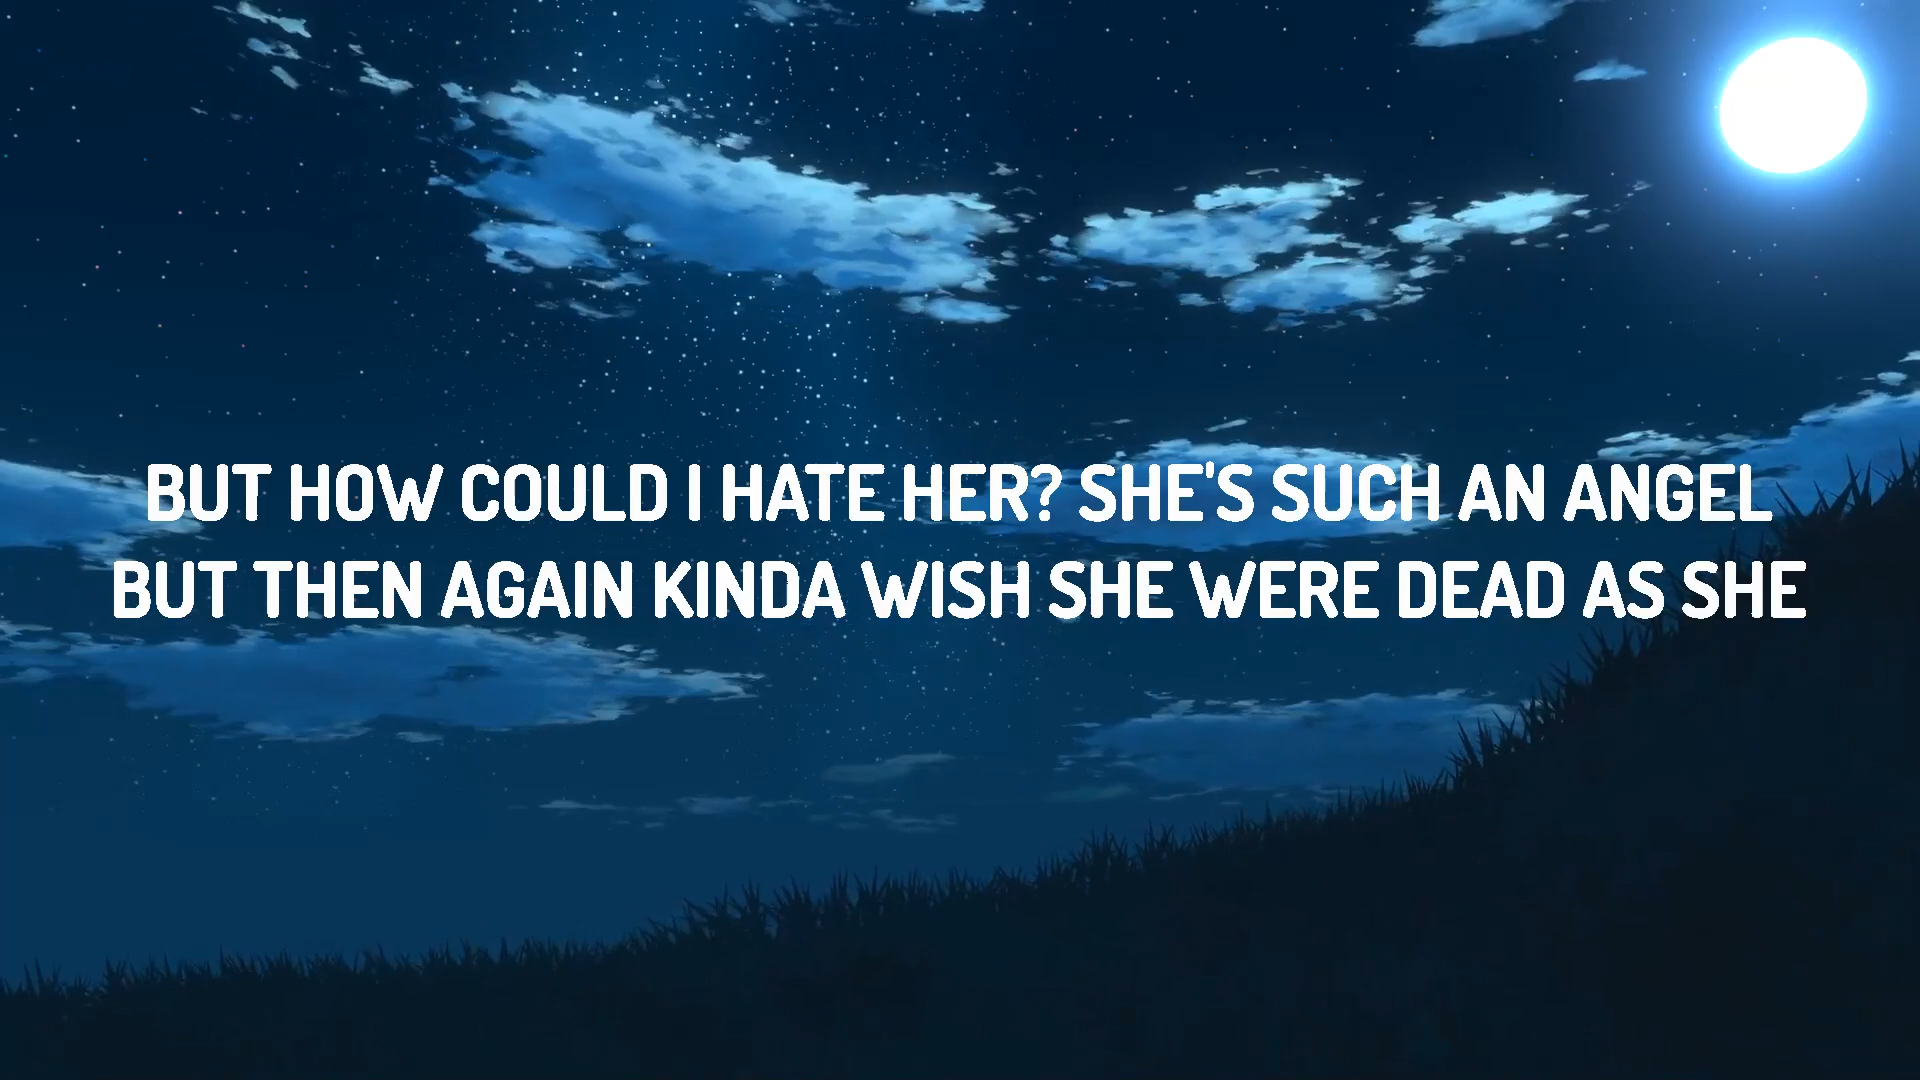 BUT HOW COULD I HATE HER? SHE'S SUCH AN ANGEL
BUT THEN AGAIN KINDA WISH SHE WERE DEAD AS SHE